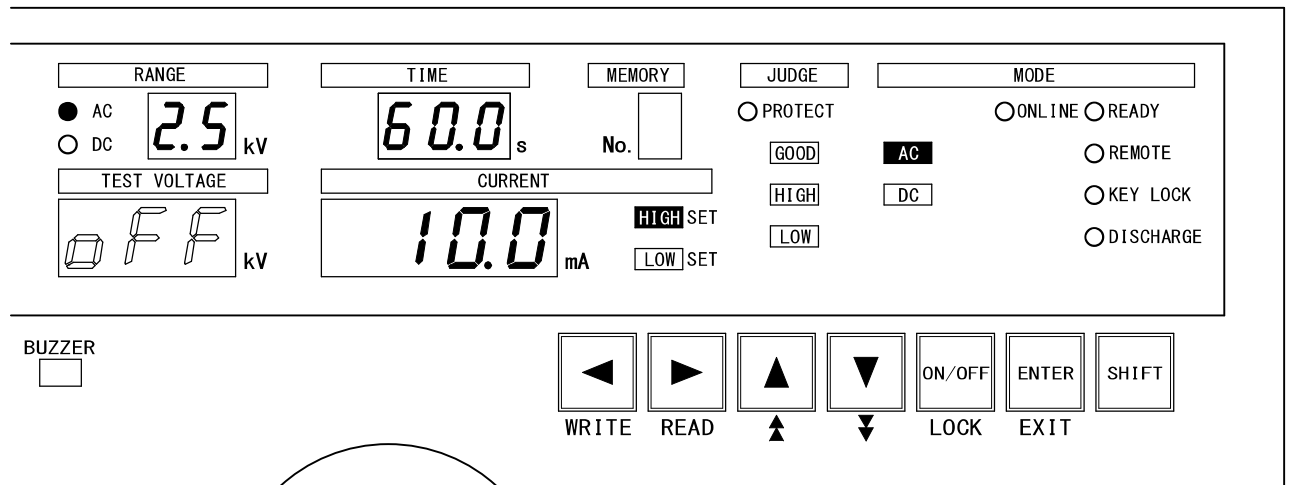 RANGE TIME MEMORY JUDGE MODE
AC 2.5 kV 60.0 s No. PROTECT ONLINE READY
DC GOOD AC REMOTE
TEST VOLTAGE CURRENT HIGH DC KEY LOCK
oFF kV 10.0 mA HIGH SET LOW DISCHARGE
LOW SET
BUZZER
ON/OFF ENTER SHIFT
WRITE READ LOCK EXIT